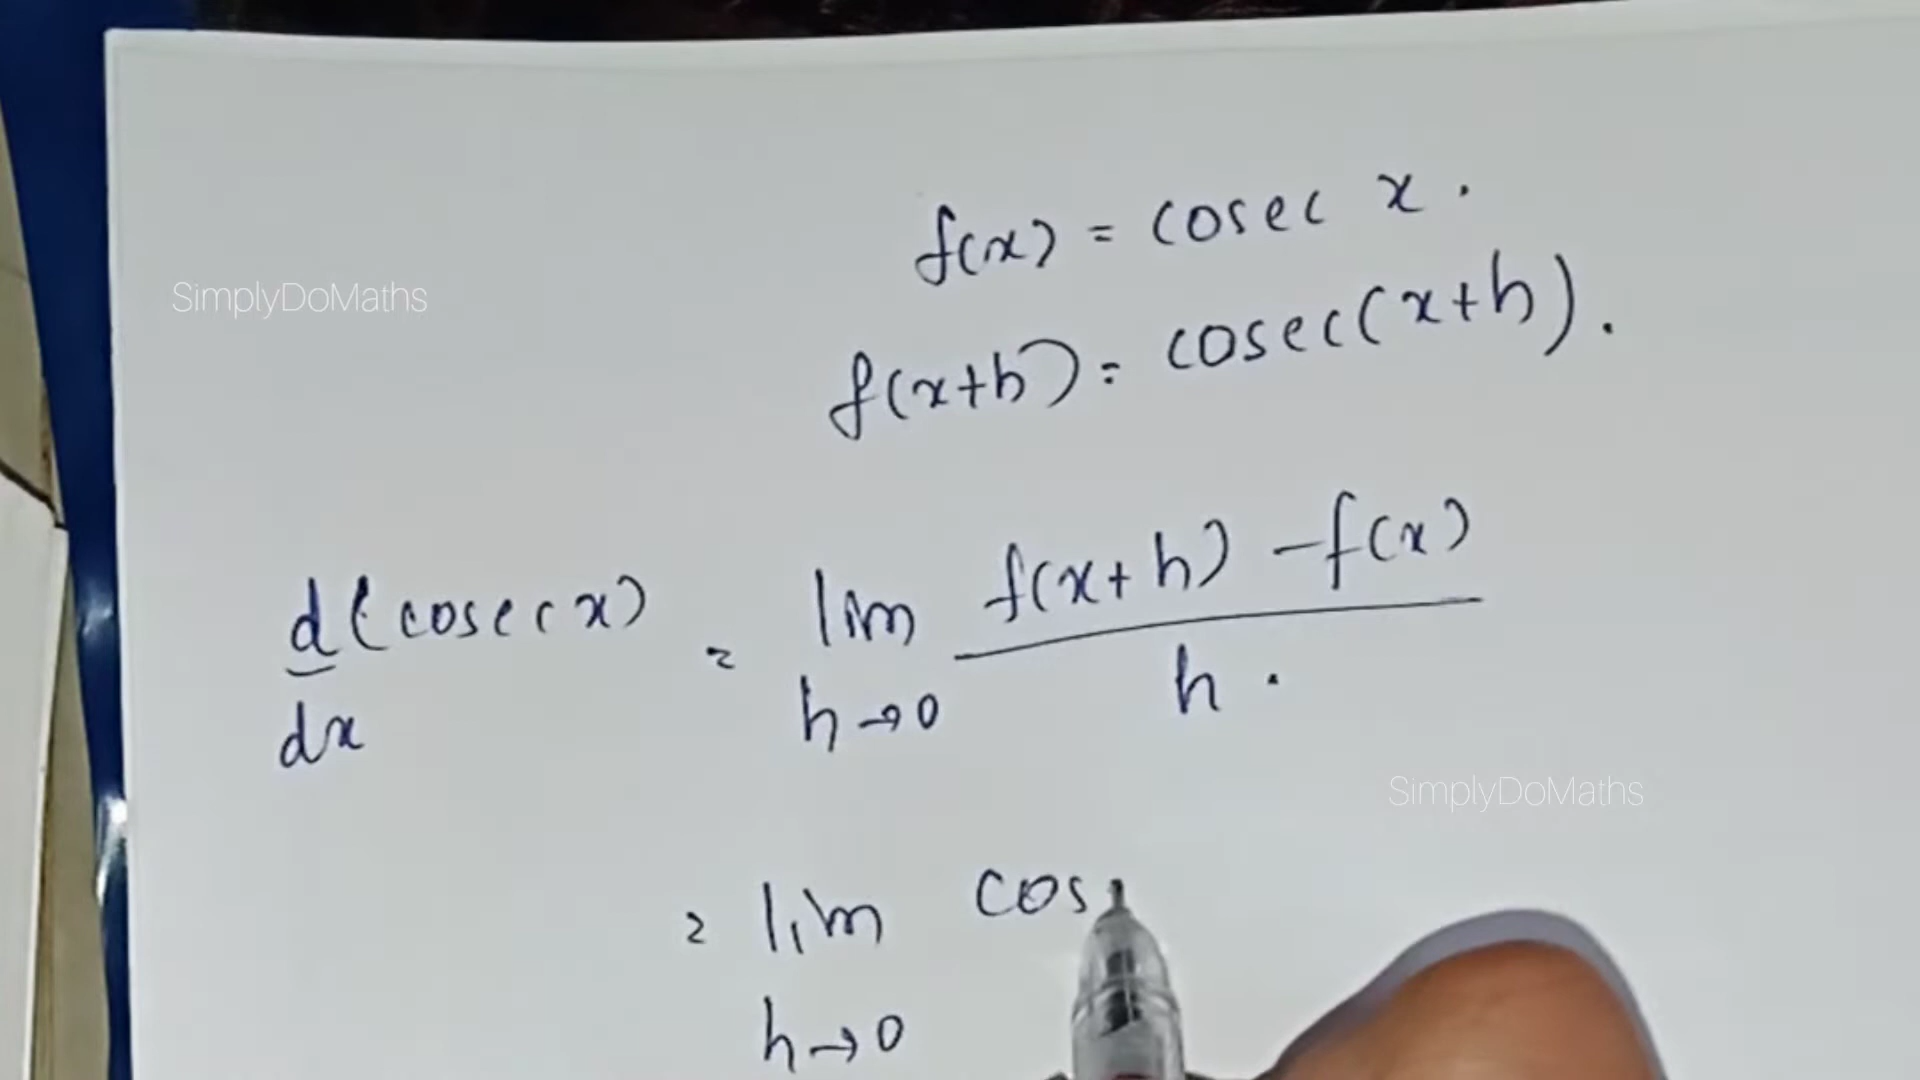 f(x) = cosec x.
SimplyDoMaths
f(x+h) = cosec(x+h).
d(cosec x) = lim f(x+h) - f(x)
dx h→0 h.
SimplyDoMaths
= lim cos
h→0